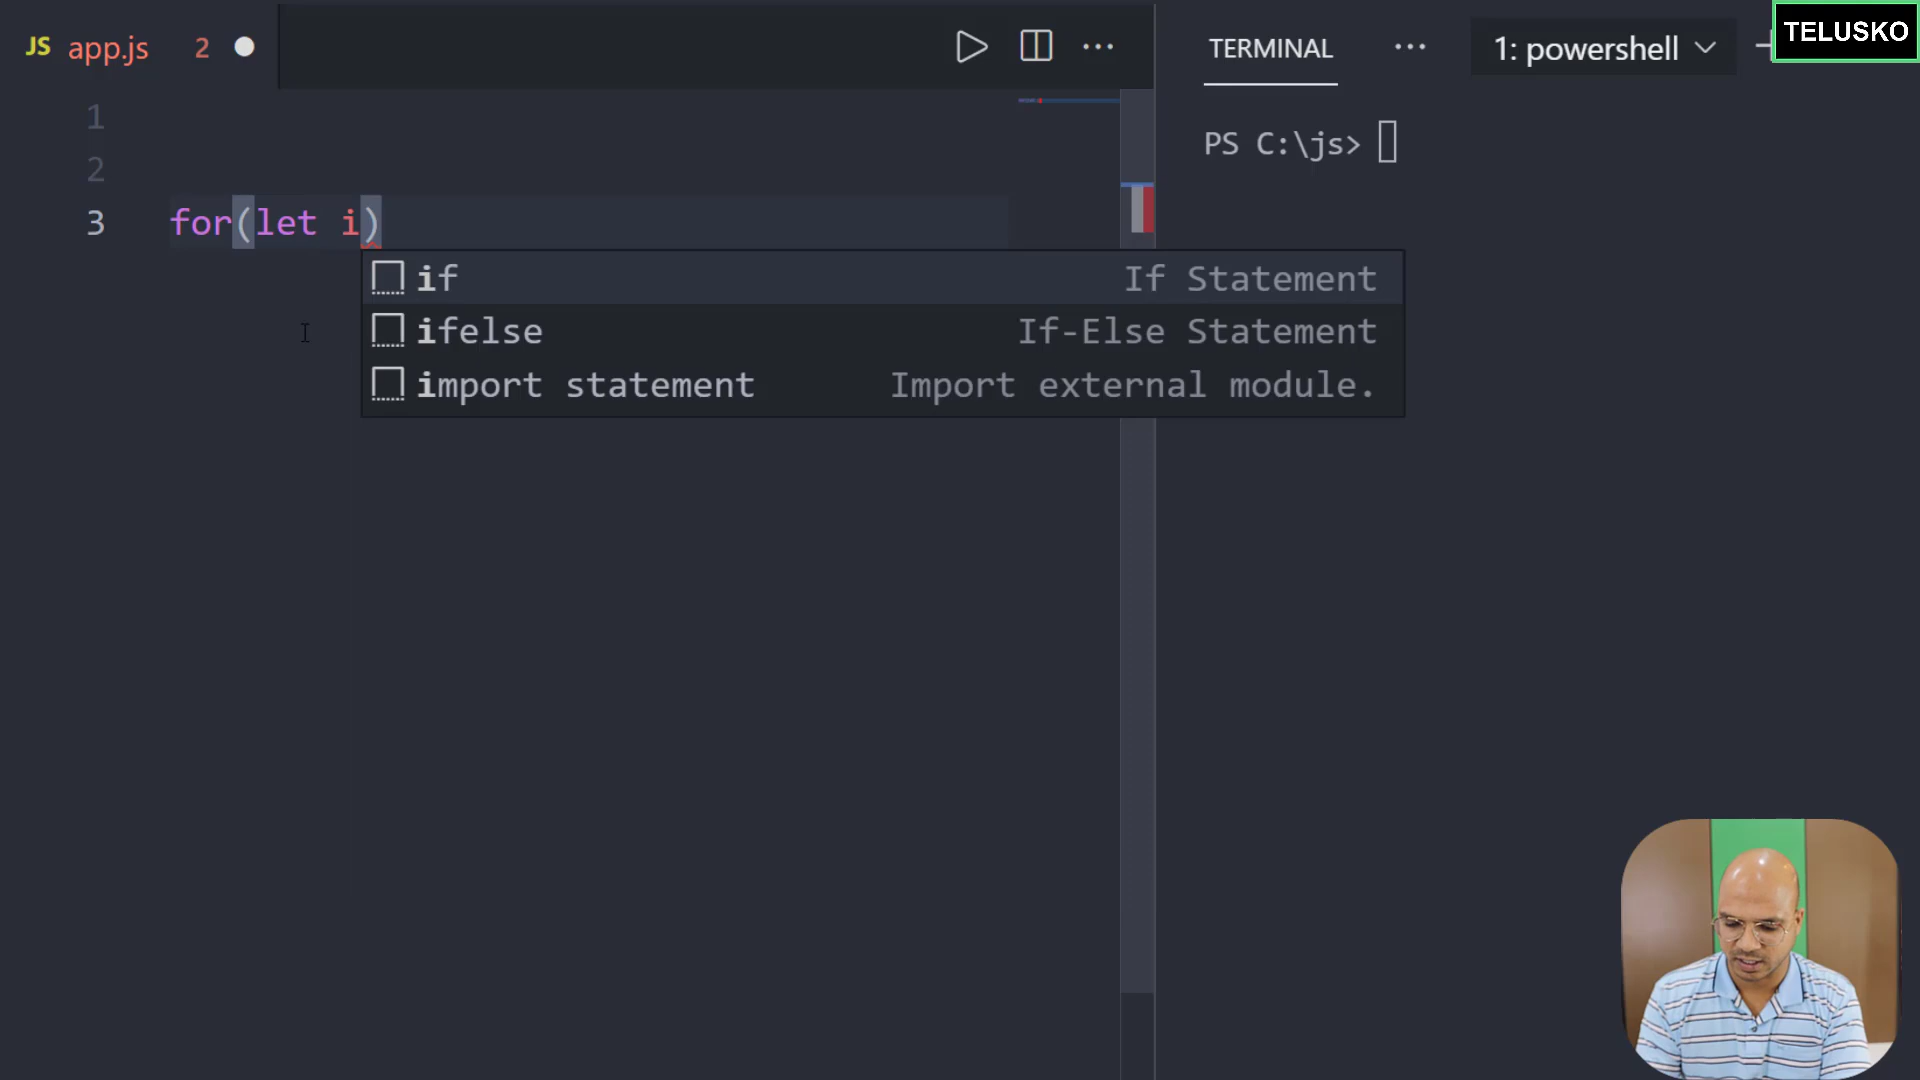 JS app.js 2
TERMINAL
1: powershell
TELUSKO
1
2
3 for(let i)
if If Statement
ifelse If-Else Statement
import statement Import external module.
PS C:\js>